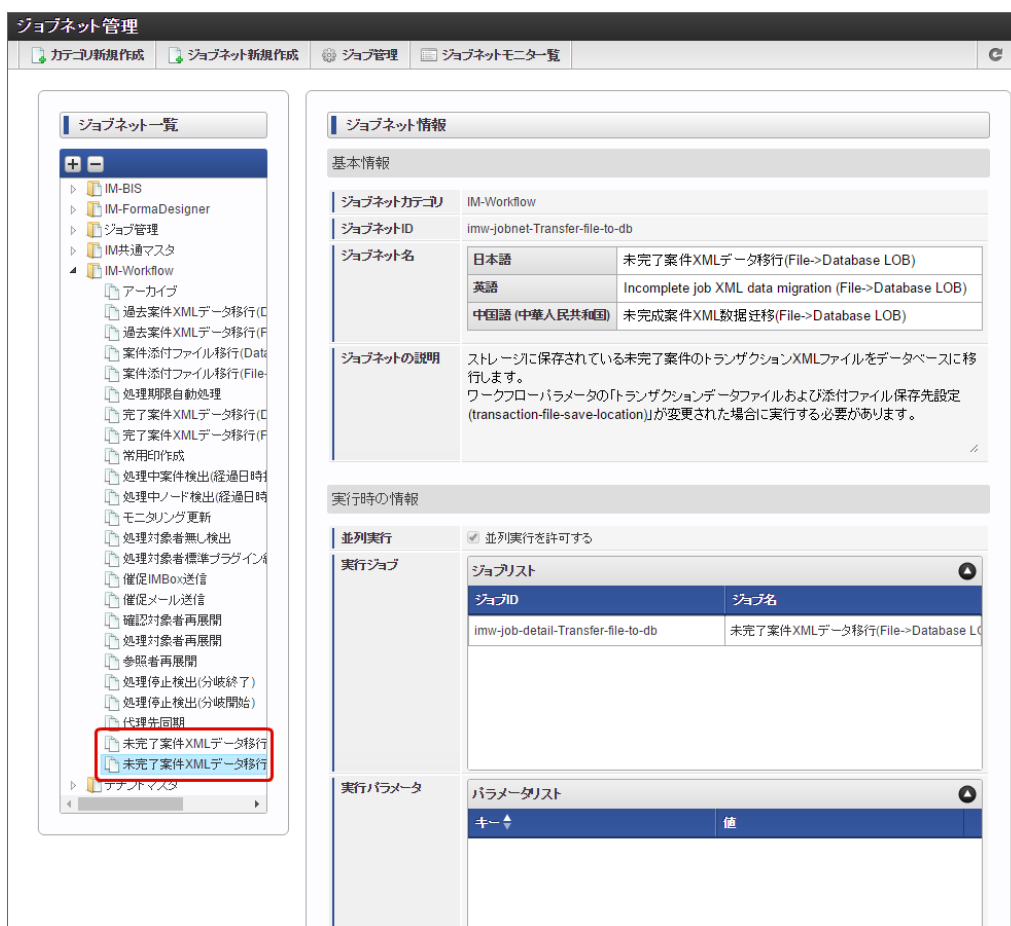 ジョブネット管理
カテゴリ新規作成 ジョブネット新規作成 ジョブ管理 ジョブネットモニター覧
ジョブネット一覧
IM-BIS
IM-FormaDesigner
ジョブ管理
IM共通マスタ
IM-Workflow
アーカイブ
過去案件XMLデータ移行(D
過去案件XMLデータ移行(F
案件添付ファイル移行(Data
案件添付ファイル移行(File-
処理期限自動処理
完了案件XMLデータ移行(D
完了案件XMLデータ移行(F
常用印作成
処理中案件検出(経過日時
処理中ノード検出(経過日時
モニタリング更新
処理対象者無し検出
処理対象者標準プラグイン
催促IMBox送信
催促メール送信
確認対象者再展開
処理対象者再展開
参照者再展開
処理停止検出(分岐終了)
処理停止検出(分岐開始)
代理先同期
未完了案件XMLデータ移行
未完了案件XMLデータ移行
テナントマスタ
ジョブネット情報
基本情報
ジョブネットカテゴリ IM-Workflow
ジョブネットID imw-jobnet-Transfer-file-to-db
ジョブネット名
日本語 未完了案件XMLデータ移行(File->Database LOB)
英語 Incomplete job XML data migration (File->Database LOB)
中国語 (中華人民共和国) 未完成案件XML数据迁移(File->Database LOB)
ジョブネットの説明 ストレージに保存されている未完了案件のトランザクションXMLファイルをデータベースに移
行します。
ワークフローパラメータの「トランザクションデータファイルおよび添付ファイル保存先設定
(transaction-file-save-location)」が変更された場合に実行する必要があります。
実行時の情報
並列実行 並列実行を許可する
実行ジョブ ジョブリスト
ジョブID ジョブ名
imw-job-detail-Transfer-file-to-db 未完了案件XMLデータ移行(File->Database LO
実行パラメータ パラメータリスト
キー 値